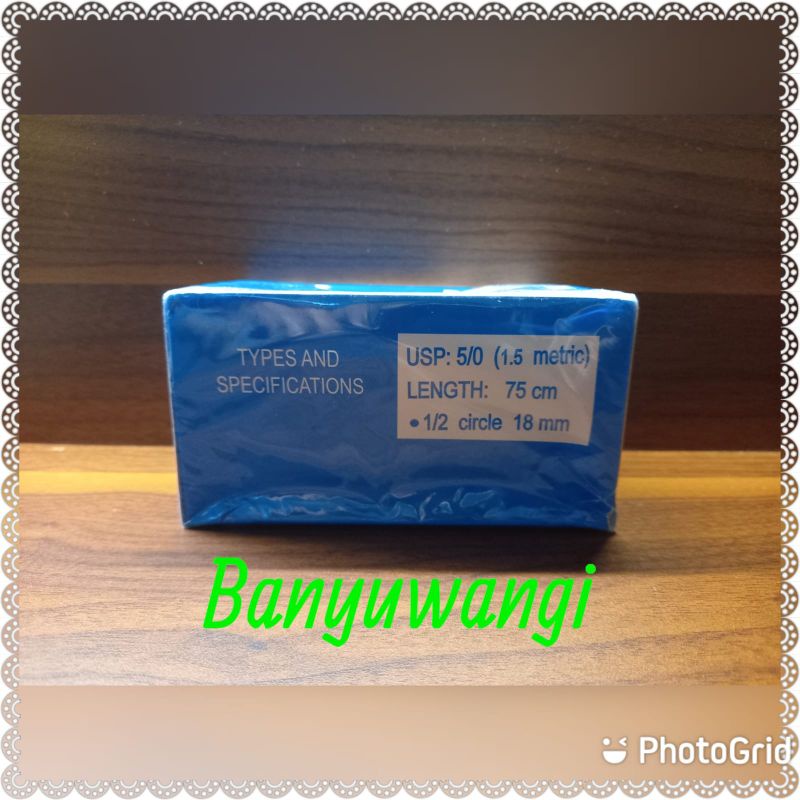 TYPES AND
SPECIFICATIONS
USP: 5/0 (1.5 metric)
LENGTH: 75 cm
• 1/2 circle 18 mm
Banyuwangi
PhotoGrid